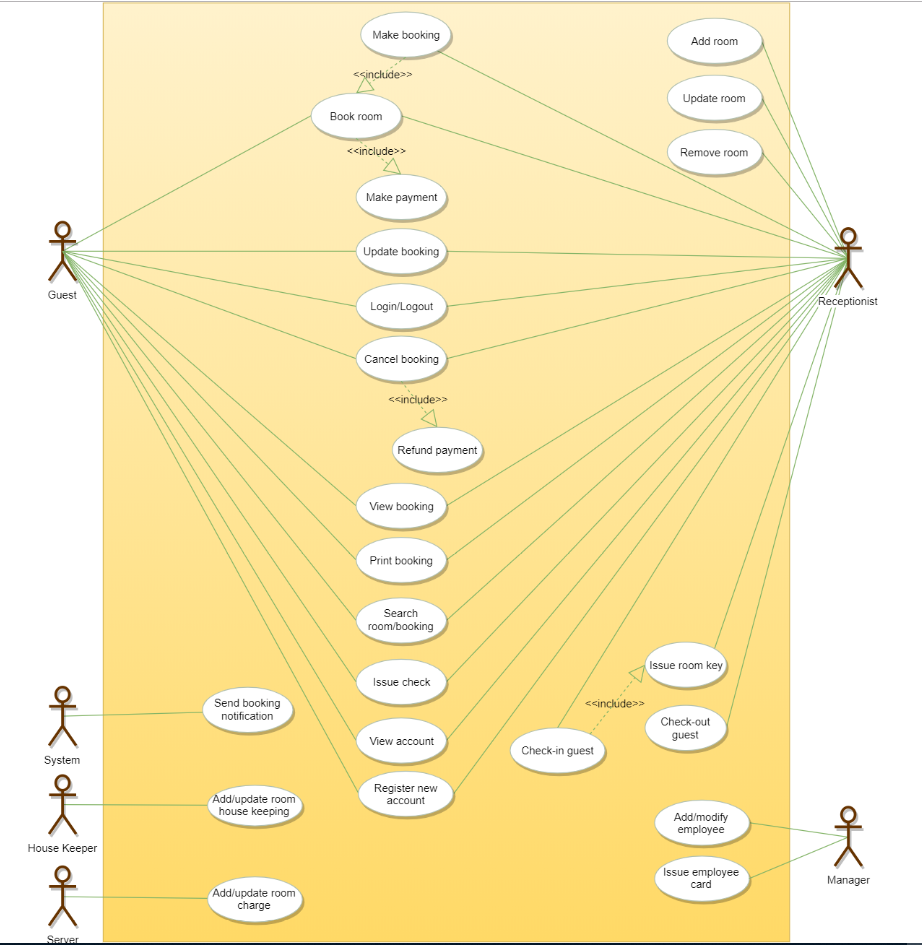 Make booking
Add room
<<include>>
Update room
Book room
<<include>>
Remove room
Make payment
Update booking
Guest
Login/Logout
Receptionist
Cancel booking
<<include>>
Refund payment
View booking
Print booking
Search
room/booking
Issue room key
Issue check
<<include>>
Send booking
notification
Check-out
guest
View account
Check-in guest
System
Register new
account
Add/update room
house keeping
Add/modify
employee
House Keeper
Issue employee
card
Manager
Add/update room
charge
Server